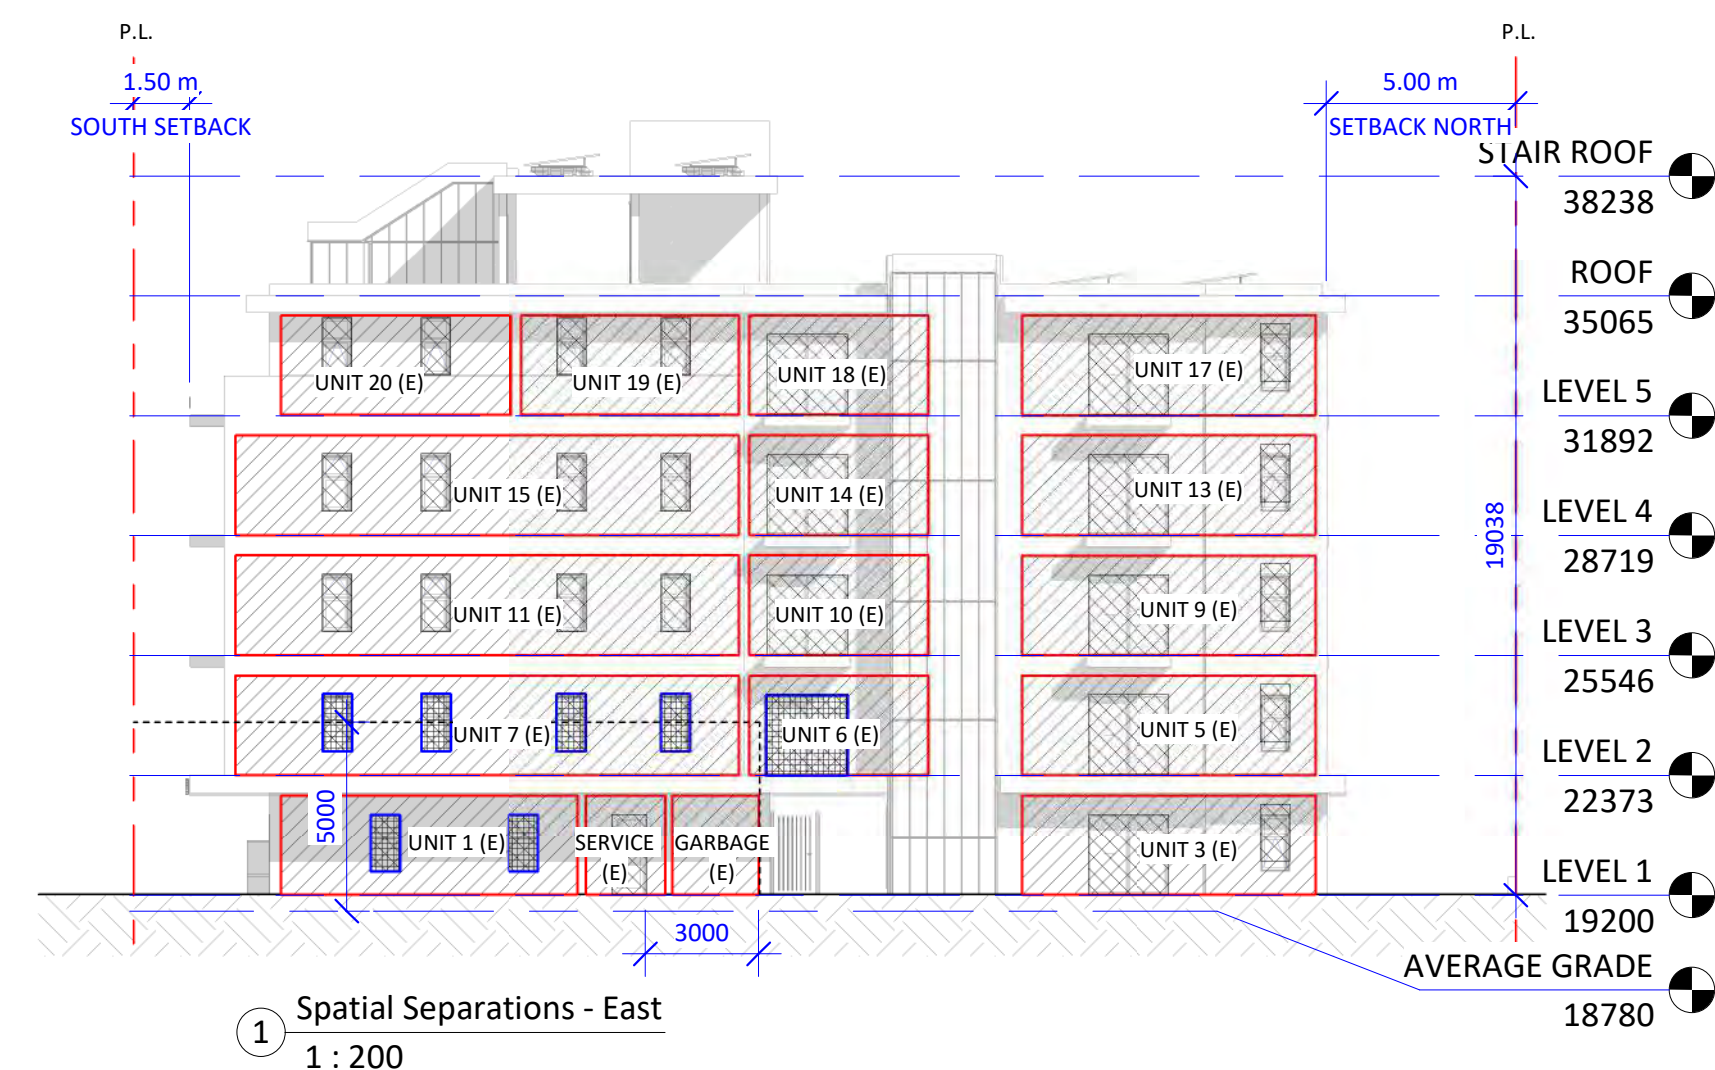 P.L.
P.L.
1.50 m
5.00 m
SOUTH SETBACK
SETBACK NORTH
STAIR ROOF
38238
ROOF
35065
UNIT 20 (E)
UNIT 19 (E)
UNIT 18 (E)
UNIT 17 (E)
LEVEL 5
31892
UNIT 15 (E)
UNIT 14 (E)
UNIT 13 (E)
19038
LEVEL 4
28719
UNIT 11 (E)
UNIT 10 (E)
UNIT 9 (E)
LEVEL 3
25546
UNIT 7 (E)
UNIT 6 (E)
UNIT 5 (E)
LEVEL 2
22373
5000
UNIT 1 (E)
SERVICE
(E)
GARBAGE
(E)
UNIT 3 (E)
LEVEL 1
19200
3000
AVERAGE GRADE
18780
1
Spatial Separations - East
1 : 200